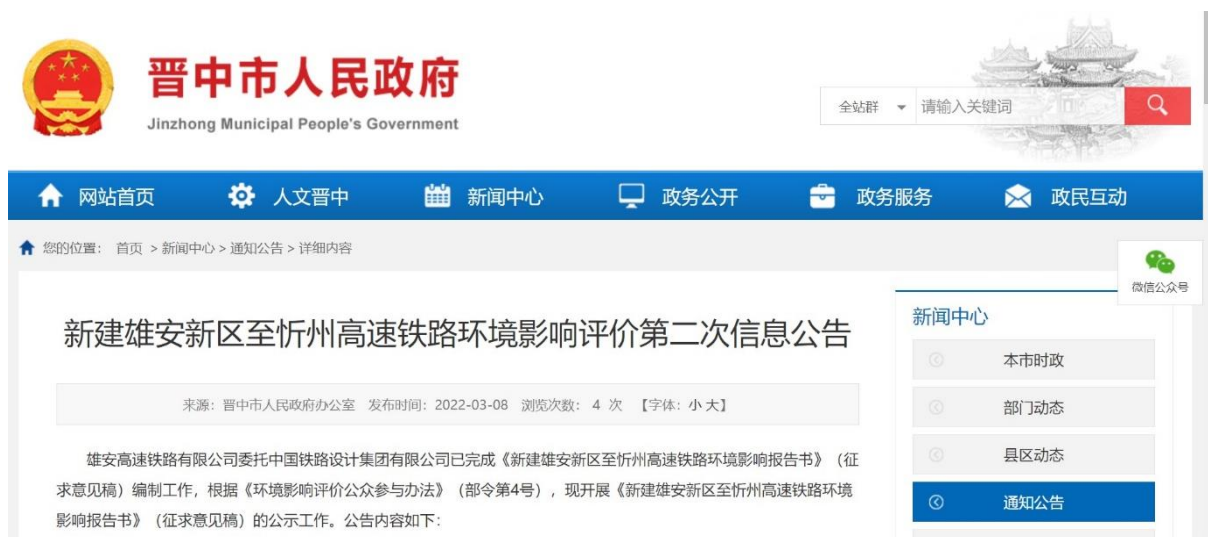 晋中市人民政府
Jinzhong Municipal People's Government
全站群 请输入关键词
网站首页 人文晋中 新闻中心 政务公开 政务服务 政民互动
您的位置： 首页 > 新闻中心 > 通知公告 > 详细内容
微信公众号
新建雄安新区至忻州高速铁路环境影响评价第二次信息公告
来源：晋中市人民政府办公室 发布时间：2022-03-08 浏览次数： 4 次 【字体：小 大】
雄安高速铁路有限公司委托中国铁路设计集团有限公司已完成《新建雄安新区至忻州高速铁路环境影响报告书》（征
求意见稿）编制工作，根据《环境影响评价公众参与办法》（部令第4号），现开展《新建雄安新区至忻州高速铁路环境
影响报告书》（征求意见稿）的公示工作。公告内容如下：
新闻中心
本市时政
部门动态
县区动态
通知公告